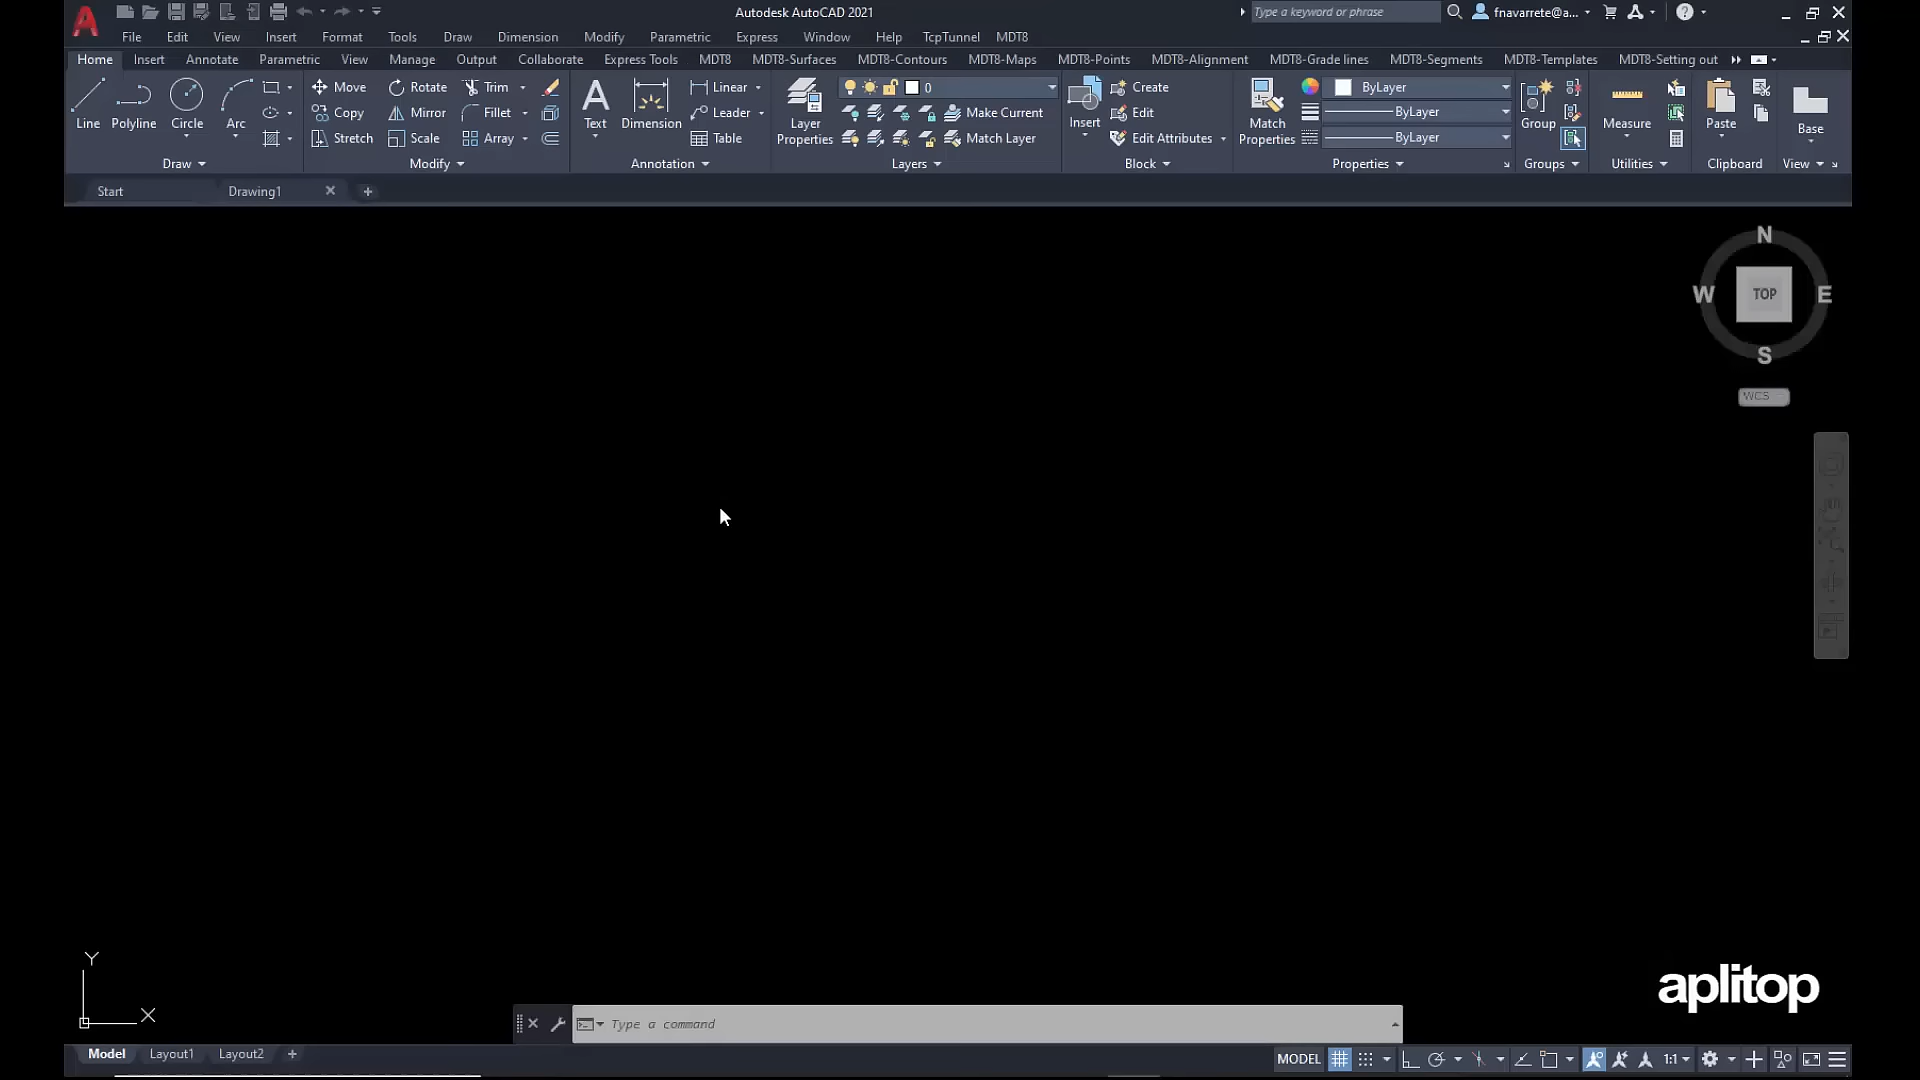 Autodesk AutoCAD 2021
Type a keyword or phrase
fnavarrete@a...
File Edit View Insert Format Tools Draw Dimension Modify Parametric Express Window Help TcpTunnel MDT8
Home Insert Annotate Parametric View Manage Output Collaborate Express Tools MDT8 MDT8-Surfaces MDT8-Contours MDT8-Maps MDT8-Points MDT8-Alignment MDT8-Grade lines MDT8-Segments MDT8-Templates MDT8-Setting out
Move Rotate Trim Linear 0 Create ByLayer
Line Polyline Circle Arc Copy Mirror Fillet Text Dimension Leader Layer Properties Make Current Insert Edit Match Properties ByLayer Group Measure Paste Base
Stretch Scale Array Table Match Layer Edit Attributes ByLayer
Draw Modify Annotation Layers Block Properties Groups Utilities Clipboard View
Start Drawing1
N
W TOP E
S
WCS
Y
X
aplitop
Type a command
Model Layout1 Layout2
MODEL 1:1